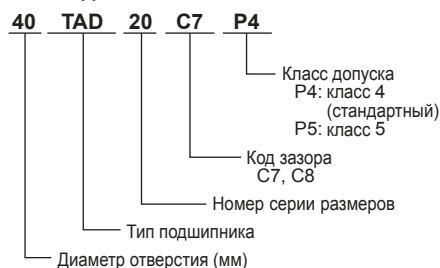 40 TAD 20 C7 P4
Класс допуска
P4: класс 4
(стандартный)
P5: класс 5
Код зазора
C7, C8
Номер серии размеров
Тип подшипника
Диаметр отверстия (мм)